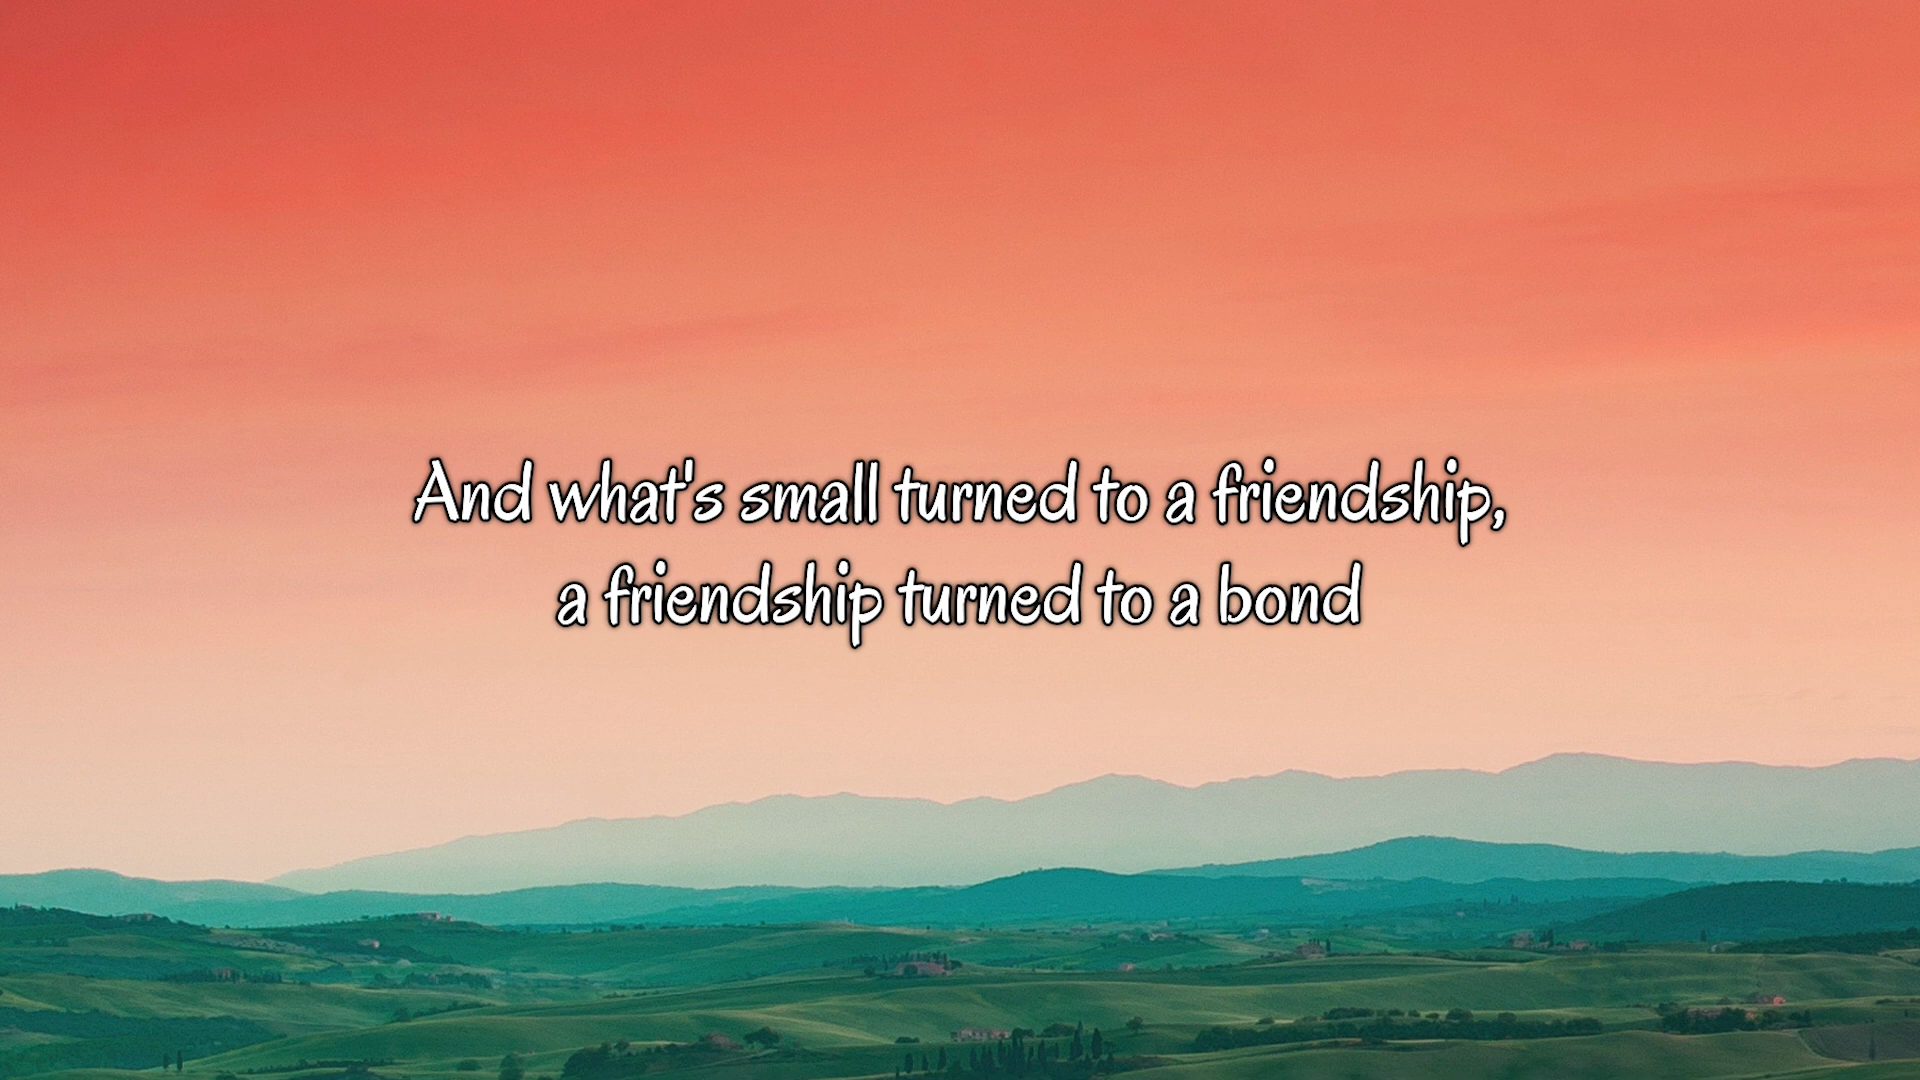 And what's small turned to a friendship,
a friendship turned to a bond